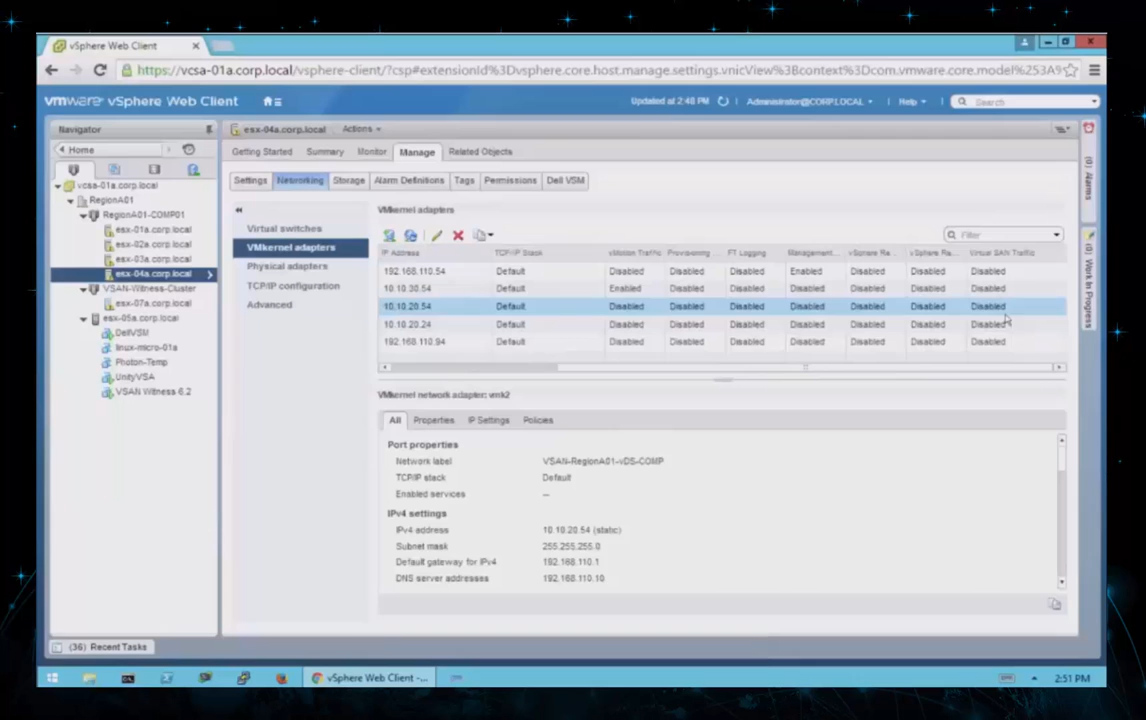 vSphere Web Client
https://vcsa-01a.corp.local/vsphere-client/?csp#extensionId%3Dvsphere.core.host.manage.settings.vnicView%3Bcontext%3Dcom.vmware.core.model%253A9
vmware vSphere Web Client
Updated at 2:48 PM
Administrator@CORP.LOCAL
Help
Search
Navigator
esx-04a.corp.local Actions
Home
Getting Started Summary Monitor Manage Related Objects
Settings Networking Storage Alarm Definitions Tags Permissions Dell VSM
vcsa-01a.corp.local
RegionA01
RegionA01-COMP01
esx-01a.corp.local
esx-02a.corp.local
esx-03a.corp.local
esx-04a.corp.local
VSAN-Witness-Cluster
esx-07a.corp.local
esx-05a.corp.local
DellVSM
linux-micro-01a
Photon-Temp
UnityVSA
VSAN Witness 6.2
Virtual switches
VMkernel adapters
Physical adapters
TCP/IP configuration
Advanced
VMkernel adapters
Filter
IP Address TCP/IP Stack vMotion Traffic Provisioning ... FT Logging Management... vSphere Re... vSphere Re... Virtual SAN Traffic
192.168.110.54 Default Disabled Disabled Disabled Enabled Disabled Disabled Disabled
10.10.30.54 Default Enabled Disabled Disabled Disabled Disabled Disabled Disabled
10.10.20.54 Default Disabled Disabled Disabled Disabled Disabled Disabled Disabled
10.10.20.24 Default Disabled Disabled Disabled Disabled Disabled Disabled Disabled
192.168.110.94 Default Disabled Disabled Disabled Disabled Disabled Disabled Disabled
VMkernel network adapter: vmk2
All Properties IP Settings Policies
Port properties
Network label VSAN-RegionA01-vDS-COMP
TCP/IP stack Default
Enabled services --
IPv4 settings
IPv4 address 10.10.20.54 (static)
Subnet mask 255.255.255.0
Default gateway for IPv4 192.168.110.1
DNS server addresses 192.168.110.10
(0) Alarms
(0) Work In Progress
(36) Recent Tasks
vSphere Web Client -...
2:51 PM